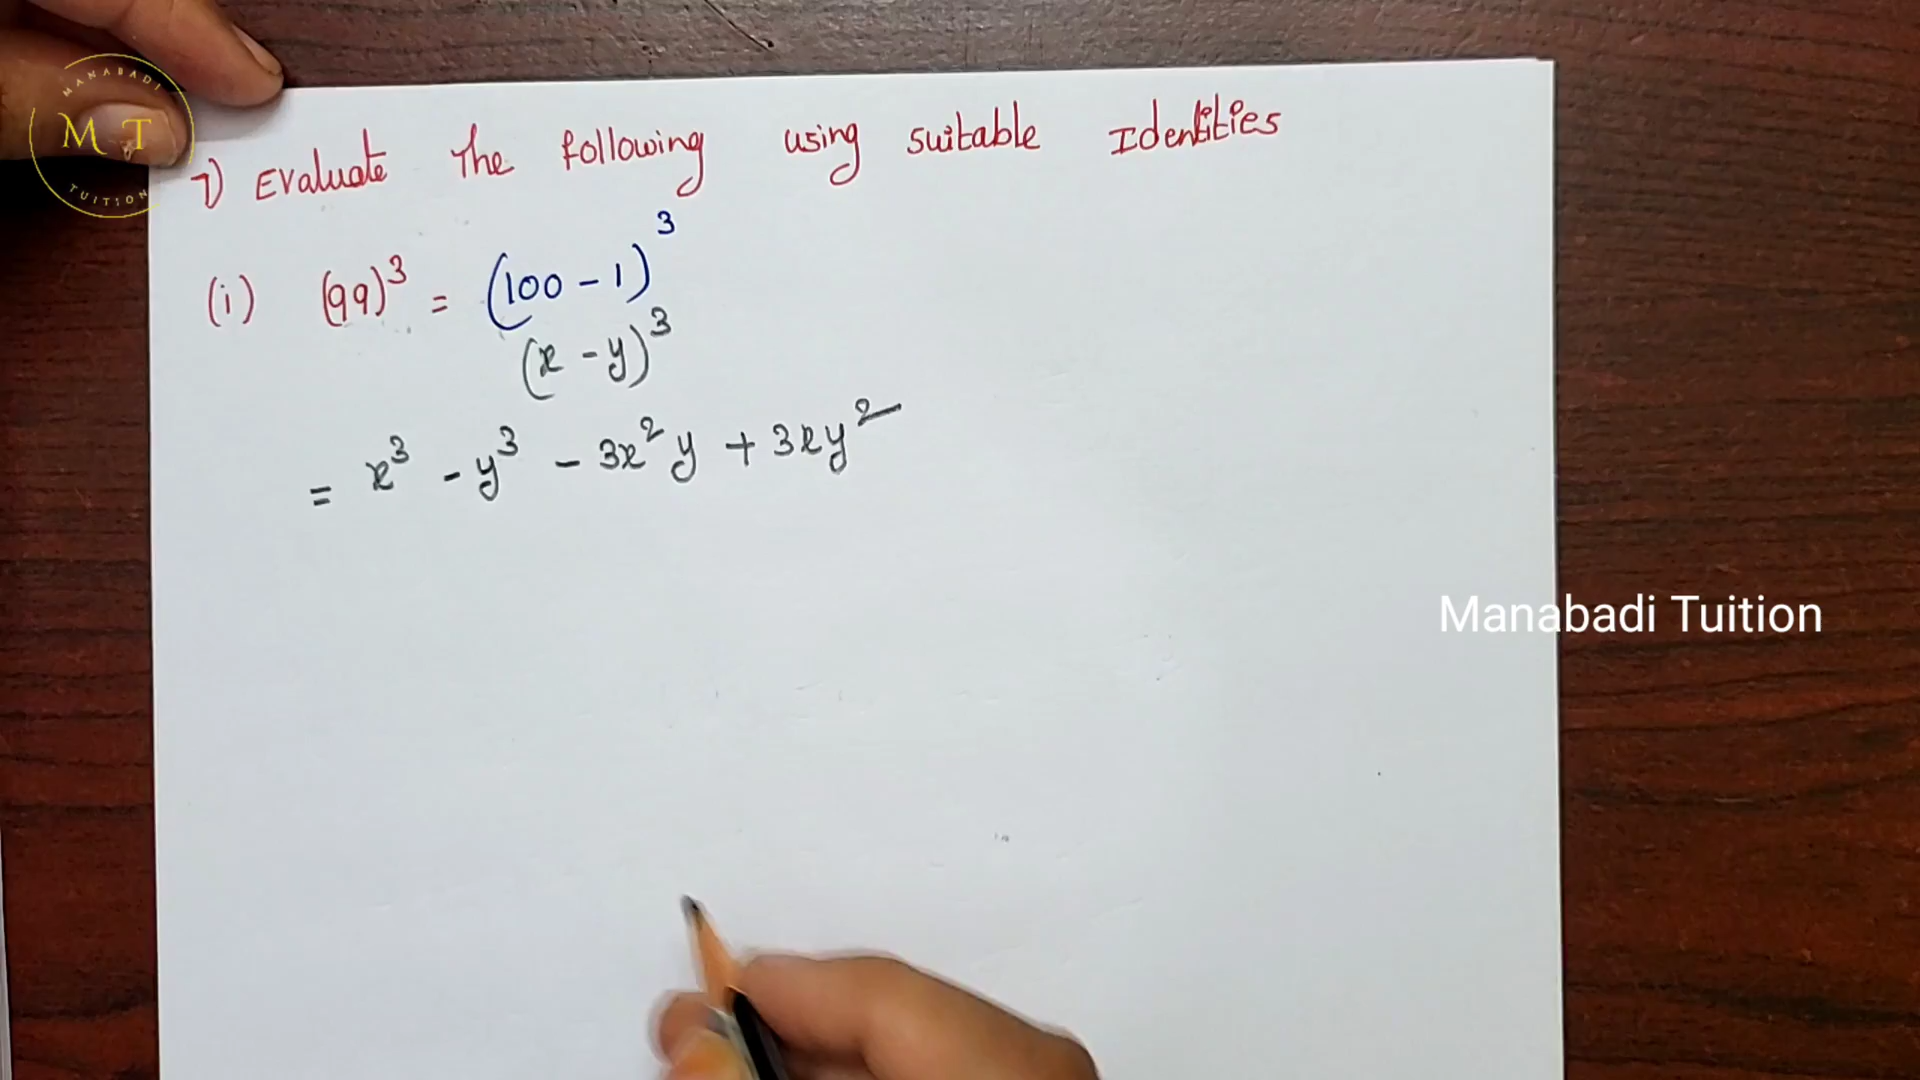 MANABADI
M T
TUITION
7) Evaluate The following using suitable Identities
(i) (99)³ = (100 - 1)³
(x - y)³
= x³ - y³ - 3x²y + 3xy²
Manabadi Tuition